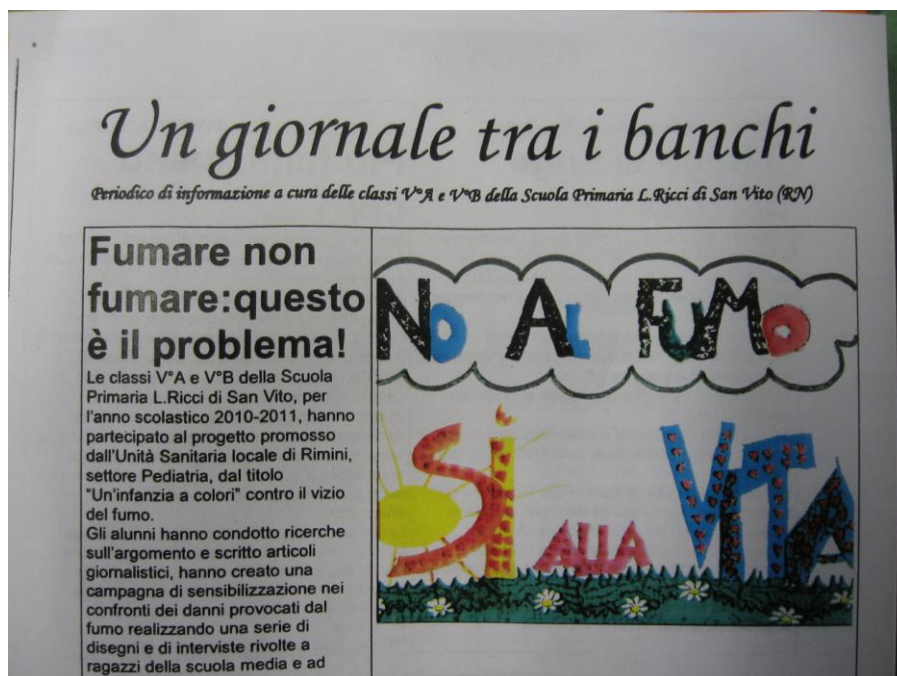 Un giornale tra i banchi
Periodico di informazione a cura delle classi V°A e V°B della Scuola Primaria L.Ricci di San Vito (RN)
Fumare non
fumare:questo
è il problema!
Le classi V°A e V°B della Scuola
Primaria L.Ricci di San Vito, per
l'anno scolastico 2010-2011, hanno
partecipato al progetto promosso
dall'Unità Sanitaria locale di Rimini,
settore Pediatria, dal titolo
"Un'infanzia a colori" contro il vizio
del fumo.
Gli alunni hanno condotto ricerche
sull'argomento e scritto articoli
giornalistici, hanno creato una
campagna di sensibilizzazione nei
confronti dei danni provocati dal
fumo realizzando una serie di
disegni e di interviste rivolte a
ragazzi della scuola media e ad
No AL FUMo
Si ALLA VITA